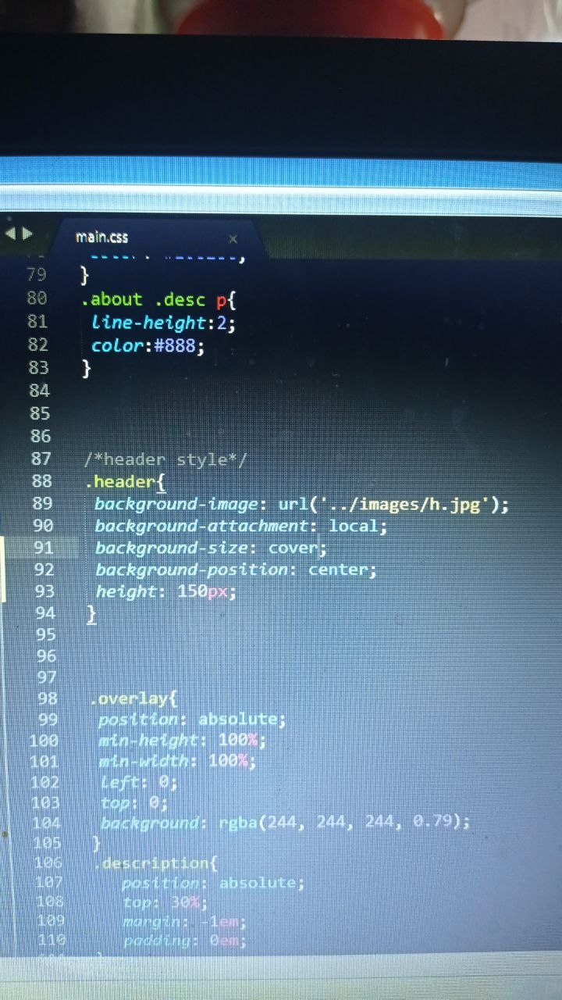 main.css
79 }
80 .about .desc p{
81 line-height:2;
82 color:#888;
83 }
84
85
86
87 /*header style*/
88 .header{
89 background-image: url('../images/h.jpg');
90 background-attachment: local;
91 background-size: cover;
92 background-position: center;
93 height: 150px;
94 }
95
96
97
98 .overlay{
99 position: absolute;
100 min-height: 100%;
101 min-width: 100%;
102 left: 0;
103 top: 0;
104 background: rgba(244, 244, 244, 0.79);
105 }
106 .description{
107 position: absolute;
108 top: 30%;
109 margin: -1em;
110 padding: 0em;